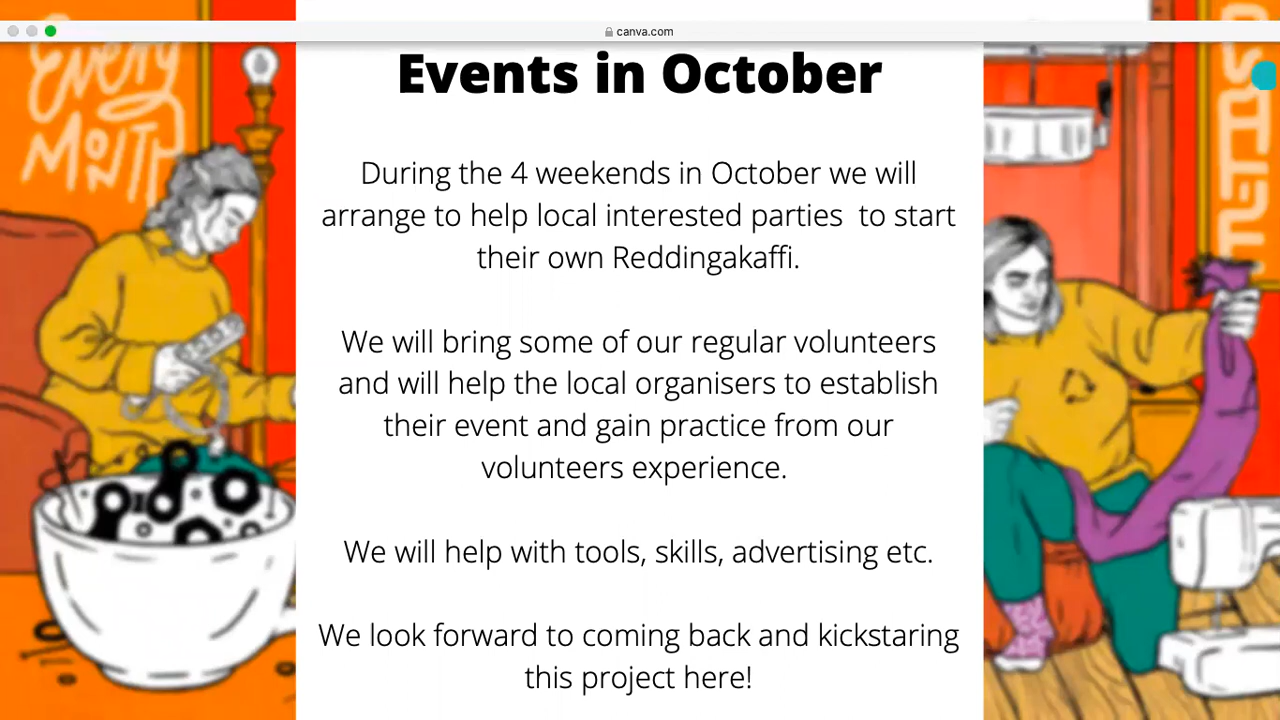 canva.com
Every
Month
Events in October
During the 4 weekends in October we will
arrange to help local interested parties to start
their own Reddingakaffi.
We will bring some of our regular volunteers
and will help the local organisers to establish
their event and gain practice from our
volunteers experience.
We will help with tools, skills, advertising etc.
We look forward to coming back and kickstaring
this project here!